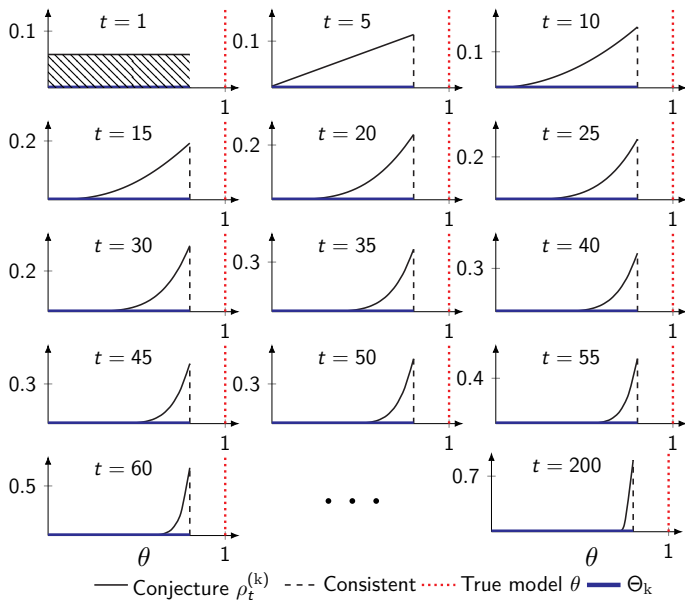 t = 1 t = 5 t = 10
0.1 0.1 0.1
1 1 1
t = 15 t = 20 t = 25
0.2 0.2 0.2
1 1 1
t = 30 t = 35 t = 40
0.2 0.3 0.3
1 1 1
t = 45 t = 50 t = 55
0.3 0.3 0.4
1 1 1
t = 60 • • • t = 200
0.5 0.7
θ 1 θ 1
Conjecture ρ_t^(k) Consistent True model θ Θ_k